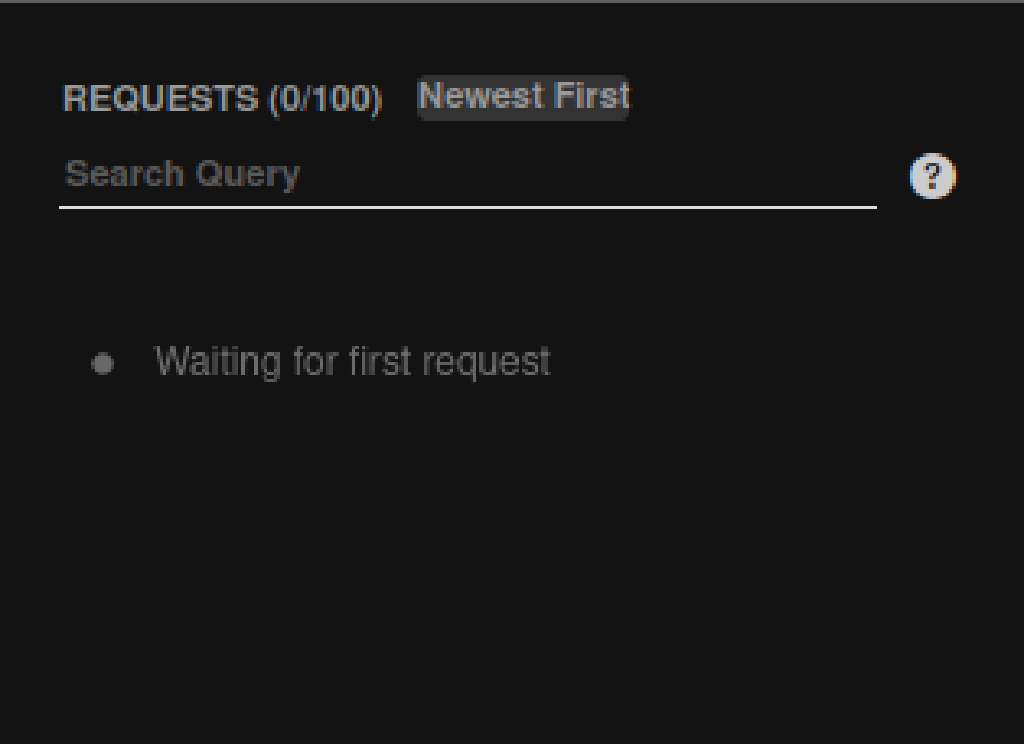 REQUESTS (0/100) Newest First
Search Query ?
Waiting for first request